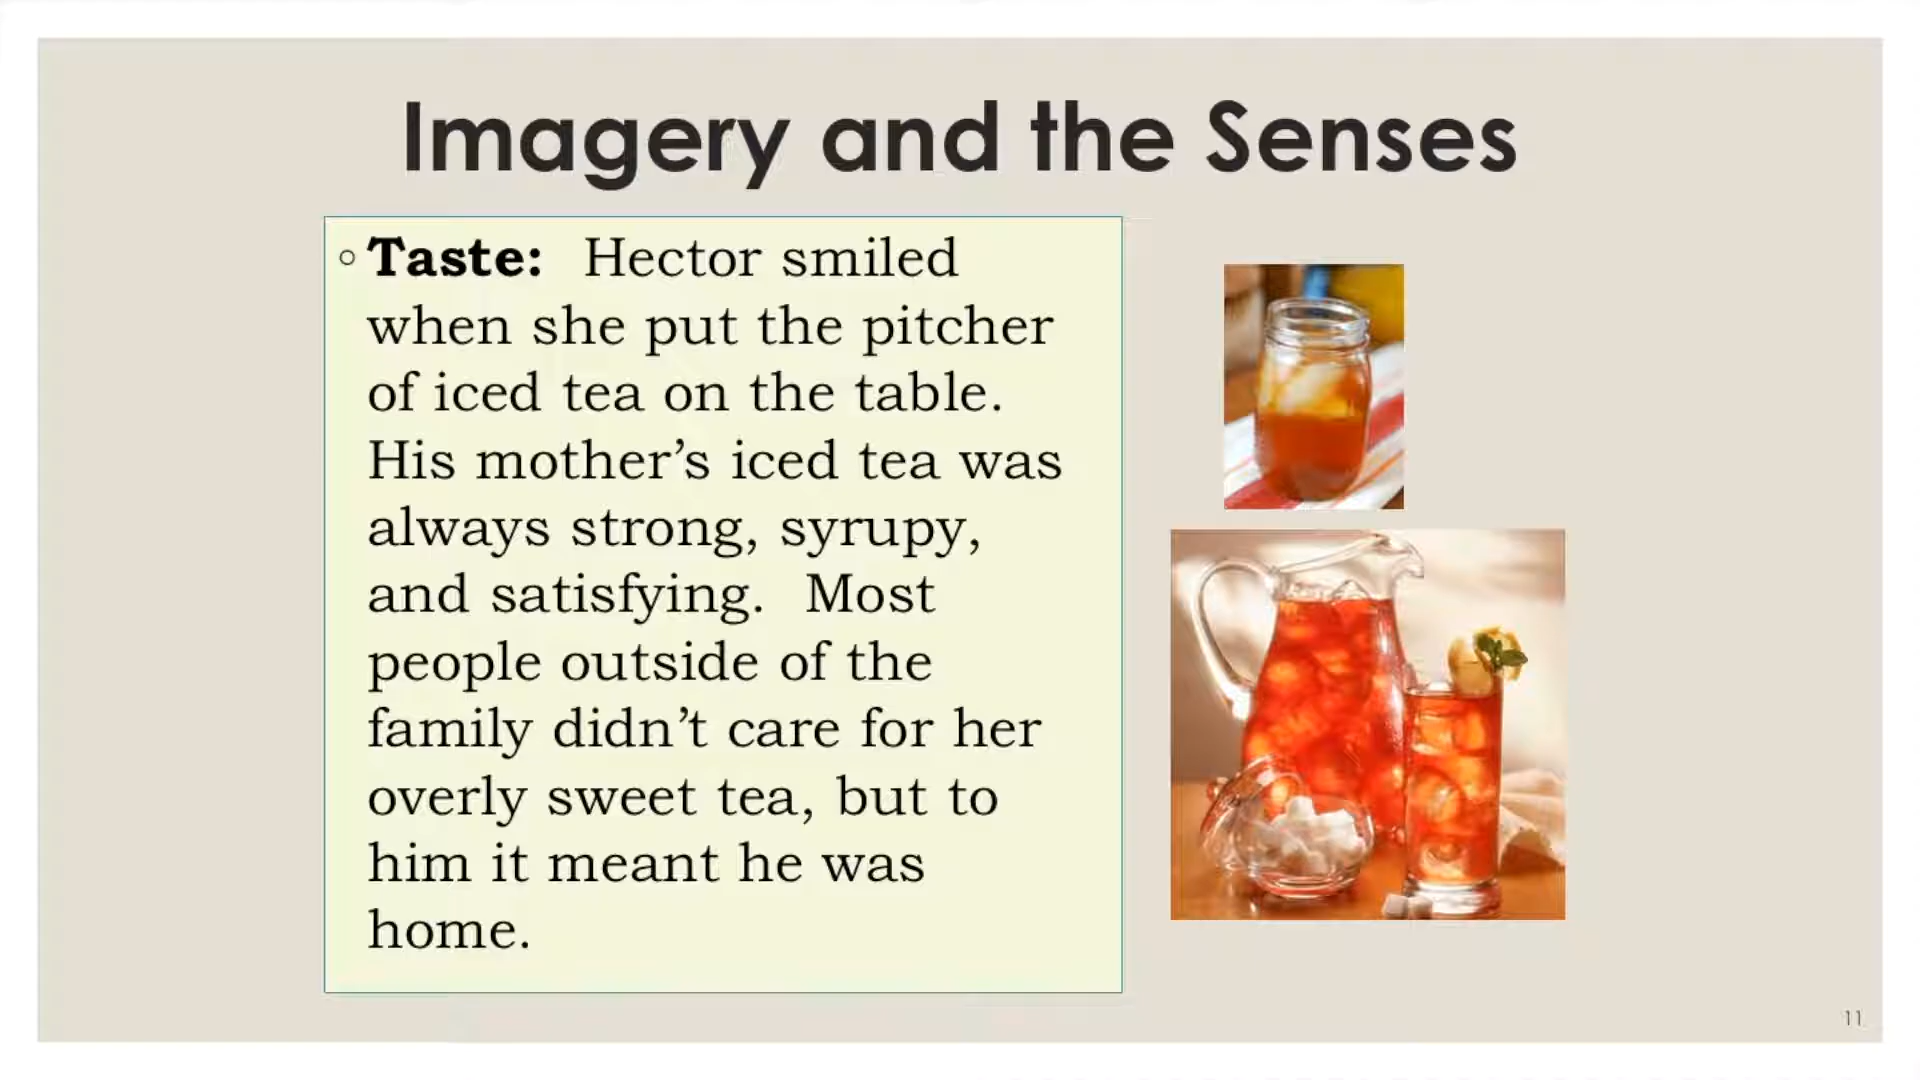 Imagery and the Senses
◦ Taste: Hector smiled
when she put the pitcher
of iced tea on the table.
His mother’s iced tea was
always strong, syrupy,
and satisfying. Most
people outside of the
family didn’t care for her
overly sweet tea, but to
him it meant he was
home.
11